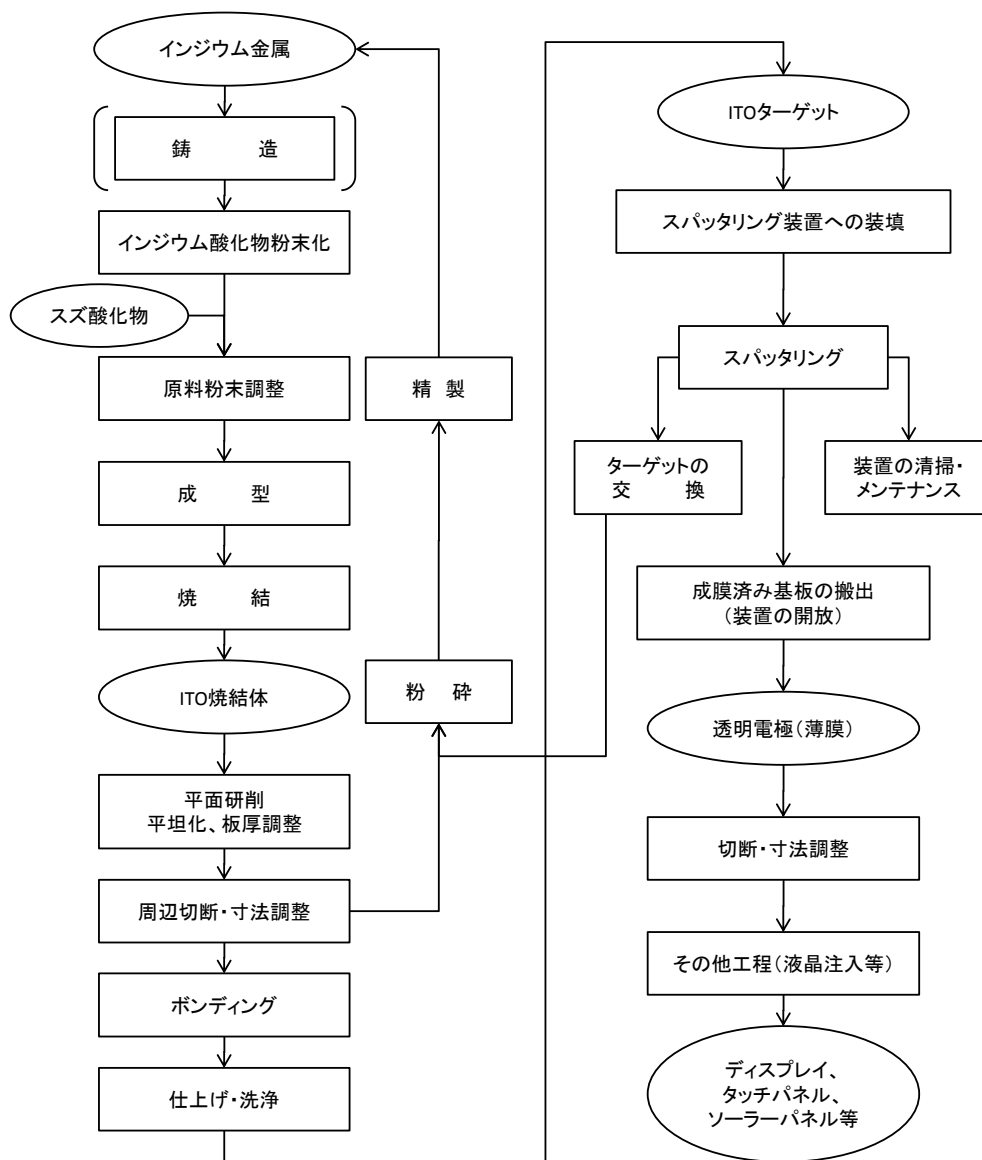 インジウム金属
鋳　　　造
インジウム酸化物粉末化
スズ酸化物
原料粉末調整
成　　　型
焼　　　結
ITO焼結体
平面研削
平坦化、板厚調整
周辺切断・寸法調整
ボンディング
仕上げ・洗浄
精　製
粉　砕
ITOターゲット
スパッタリング装置への装填
スパッタリング
ターゲットの
交　　　換
装置の清掃・
メンテナンス
成膜済み基板の搬出
（装置の開放）
透明電極（薄膜）
切断・寸法調整
その他工程（液晶注入等）
ディスプレイ、
タッチパネル、
ソーラーパネル等